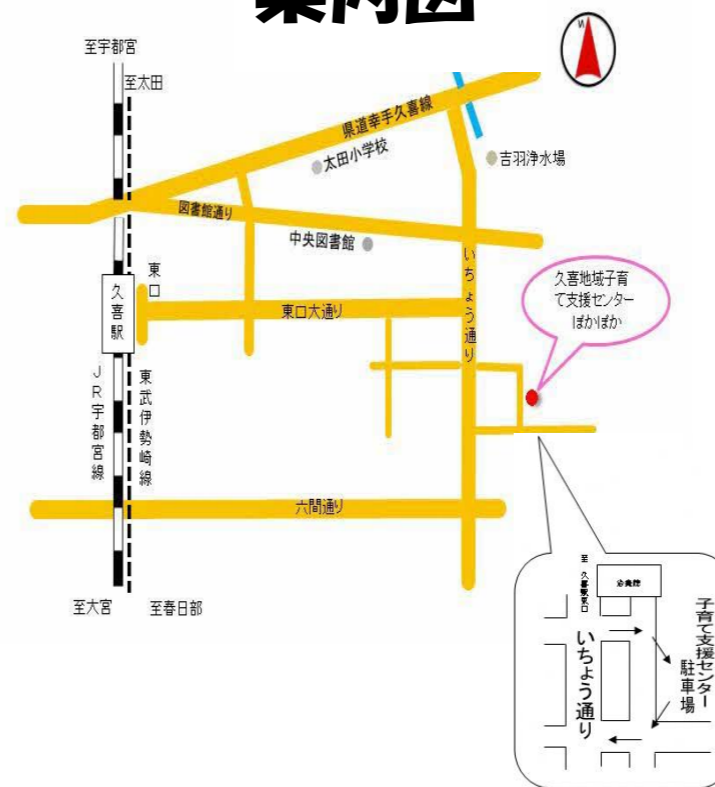 案内図
N
至宇都宮
至太田
県道幸手久喜線
太田小学校
吉羽浄水場
図書館通り
中央図書館
いちょう通り
東口
久喜駅
東口大通り
久喜地域子育
て支援センター
ぽかぽか
JR宇都宮線
東武伊勢崎線
六間通り
至大宮
至春日部
至 久喜駅東口
いちょう通り
子育て支援センター
駐車場